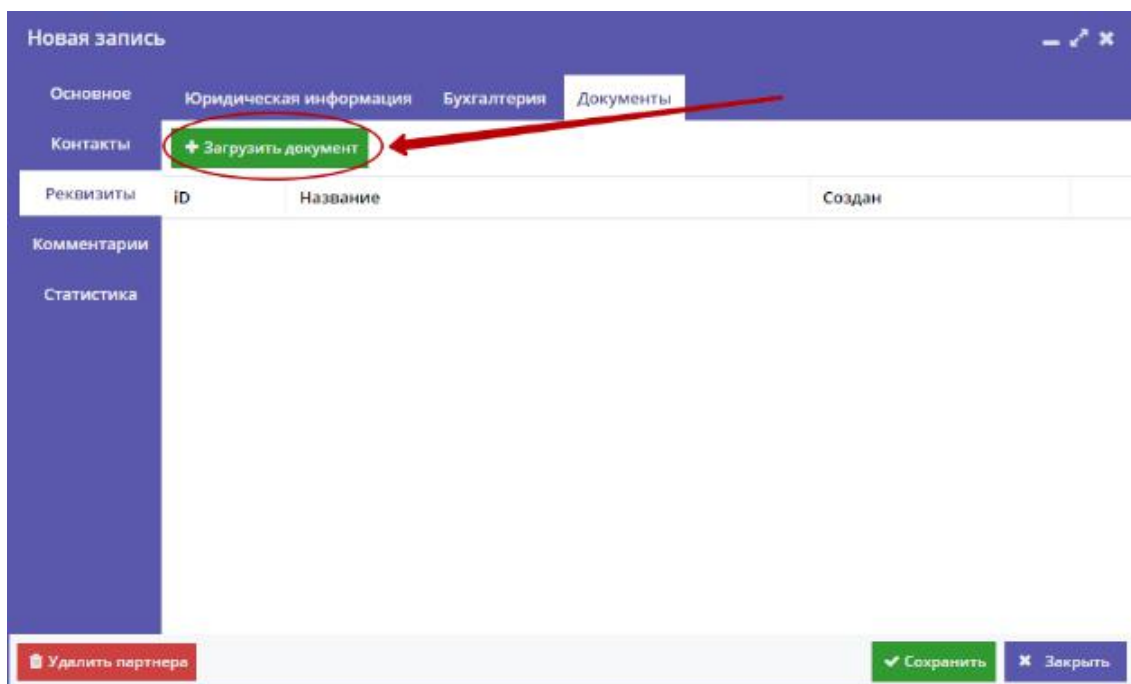 Новая запись
Основное
Юридическая информация Бухгалтерия Документы
Контакты
Загрузить документ
Реквизиты
iD Название Создан
Комментарии
Статистика
Удалить партнера
Сохранить Закрыть